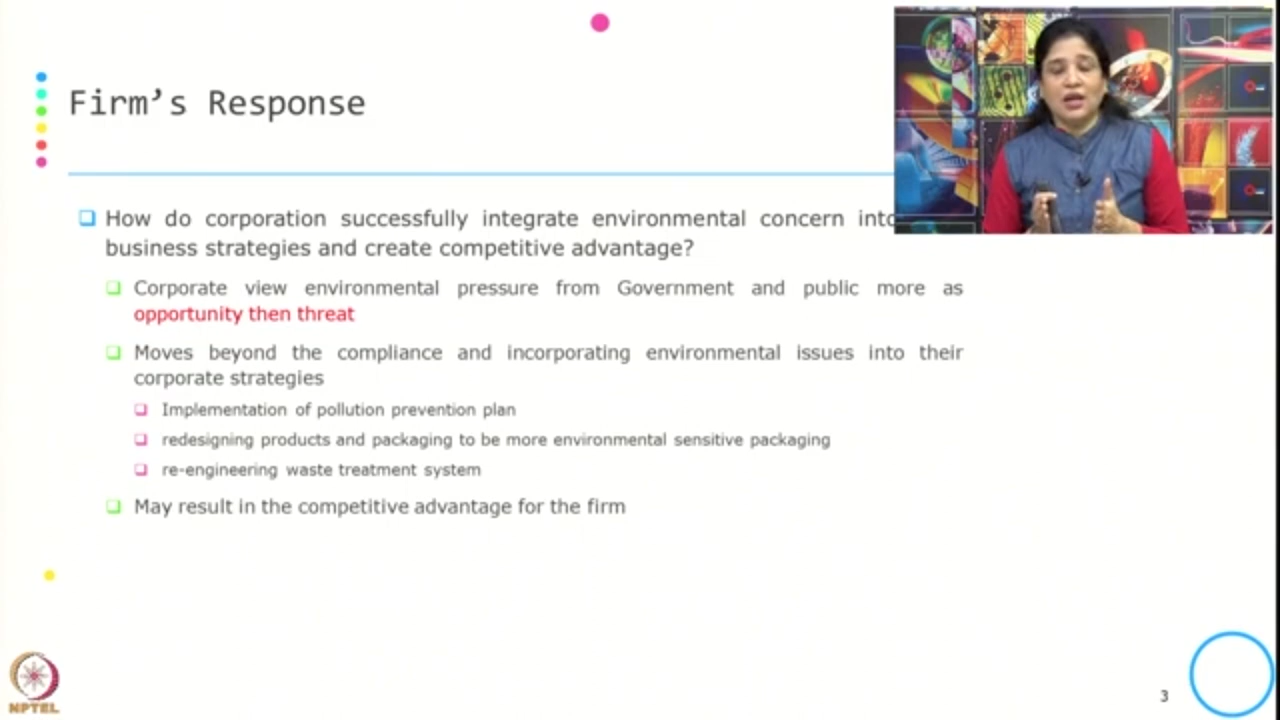 Firm's Response
How do corporation successfully integrate environmental concern into
business strategies and create competitive advantage?
Corporate view environmental pressure from Government and public more as
opportunity then threat
Moves beyond the compliance and incorporating environmental issues into their
corporate strategies
Implementation of pollution prevention plan
redesigning products and packaging to be more environmental sensitive packaging
re-engineering waste treatment system
May result in the competitive advantage for the firm
NPTEL
3